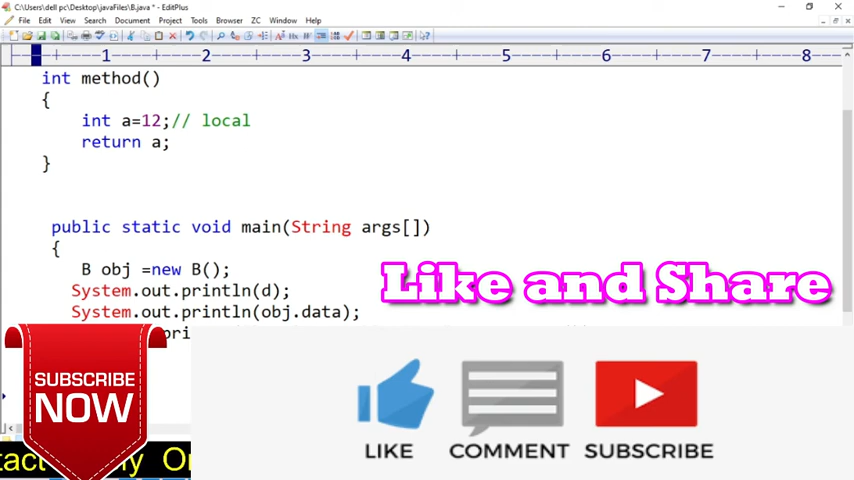 C:\Users\dell pc\Desktop\javaFiles\B.java * - EditPlus
File Edit View Search Document Project Tools Browser ZC Window Help
1 2 3 4 5 6 7 8
int method()
{
int a=12;// local
return a;
}
public static void main(String args[])
{
B obj =new B();
System.out.println(d);
System.out.println(obj.data);
Like and Share
SUBSCRIBE
NOW
LIKE COMMENT SUBSCRIBE